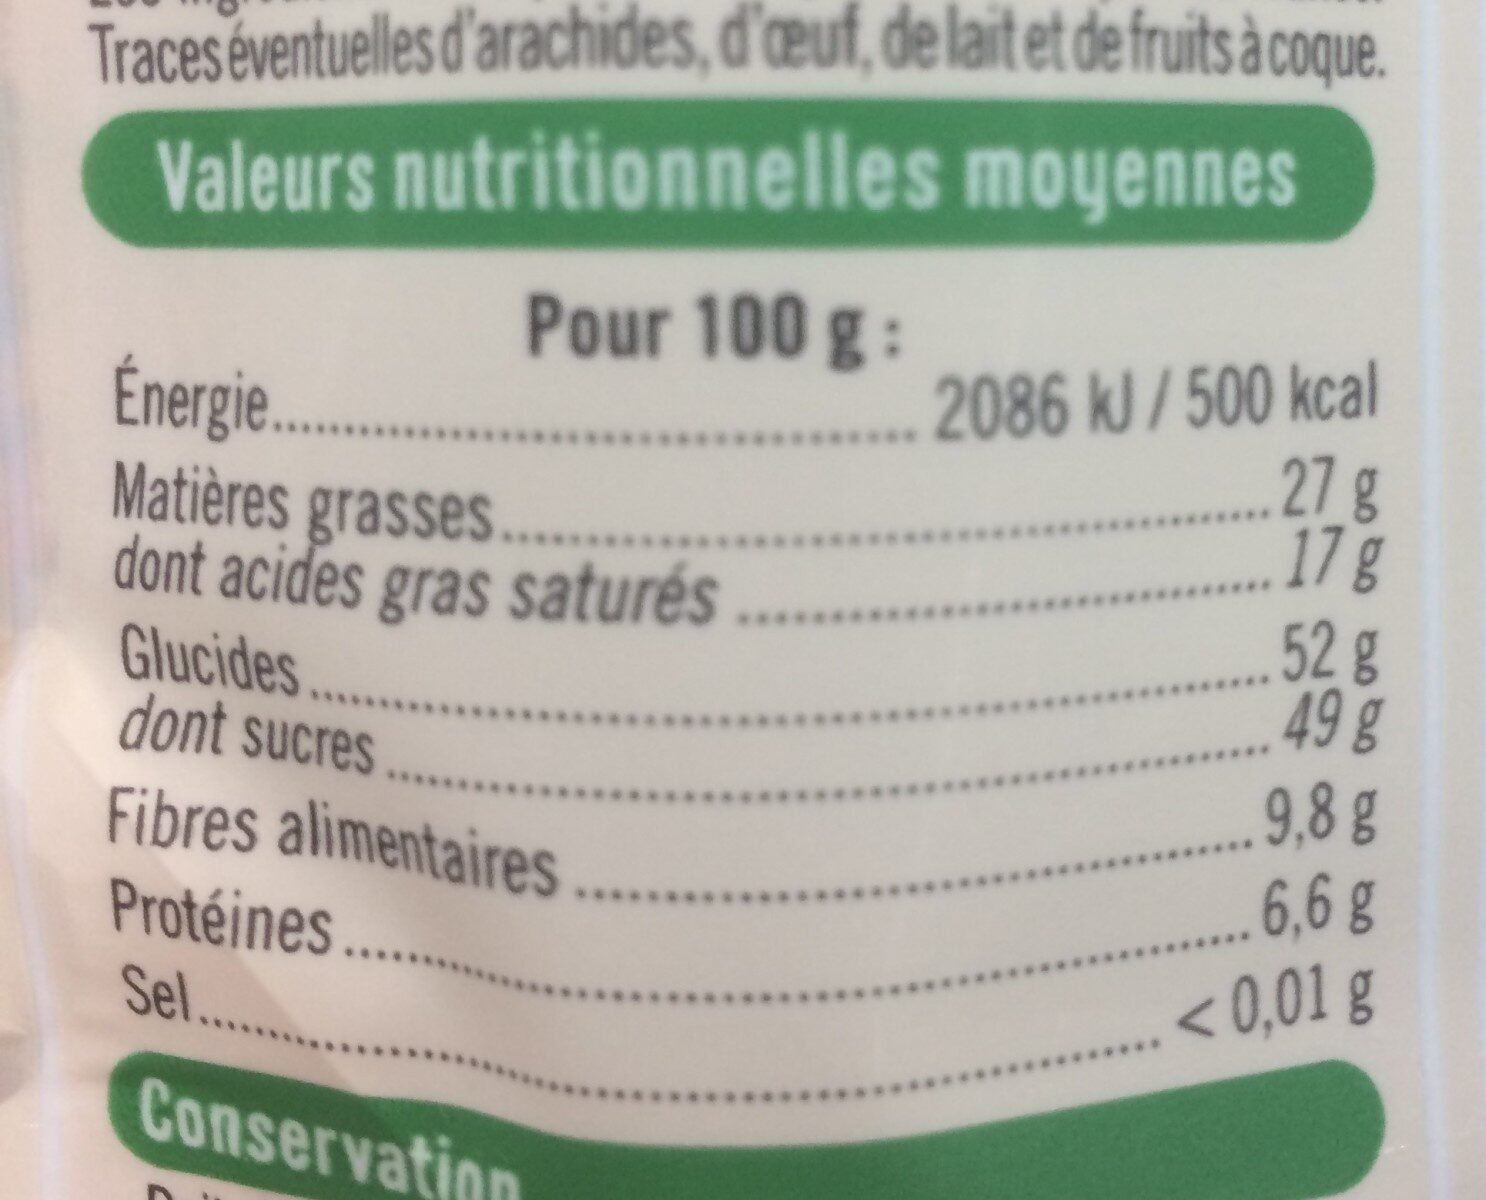 Traces éventuelles d'arachides, d'œuf, de lait et de fruits à coque.
Valeurs nutritionnelles moyennes
Pour 100 g :
Énergie.......... 2086 kJ / 500 kcal
Matières grasses.......... 27 g
dont acides gras saturés .......... 17 g
Glucides.......... 52 g
dont sucres .......... 49 g
Fibres alimentaires .......... 9,8 g
Protéines .......... 6,6 g
Sel.......... < 0,01 g
Conservation